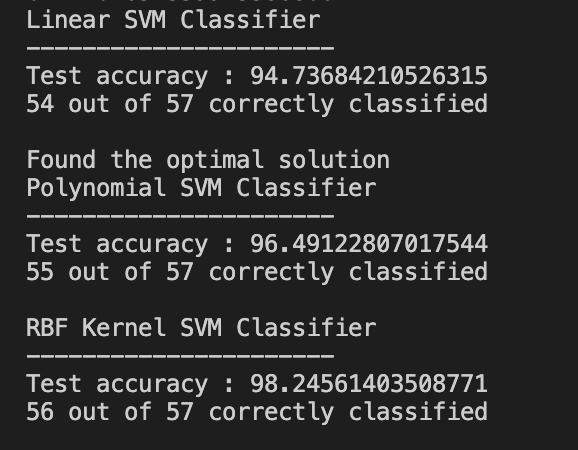 Linear SVM Classifier
----------------------
Test accuracy : 94.73684210526315
54 out of 57 correctly classified
Found the optimal solution
Polynomial SVM Classifier
----------------------
Test accuracy : 96.49122807017544
55 out of 57 correctly classified
RBF Kernel SVM Classifier
----------------------
Test accuracy : 98.24561403508771
56 out of 57 correctly classified